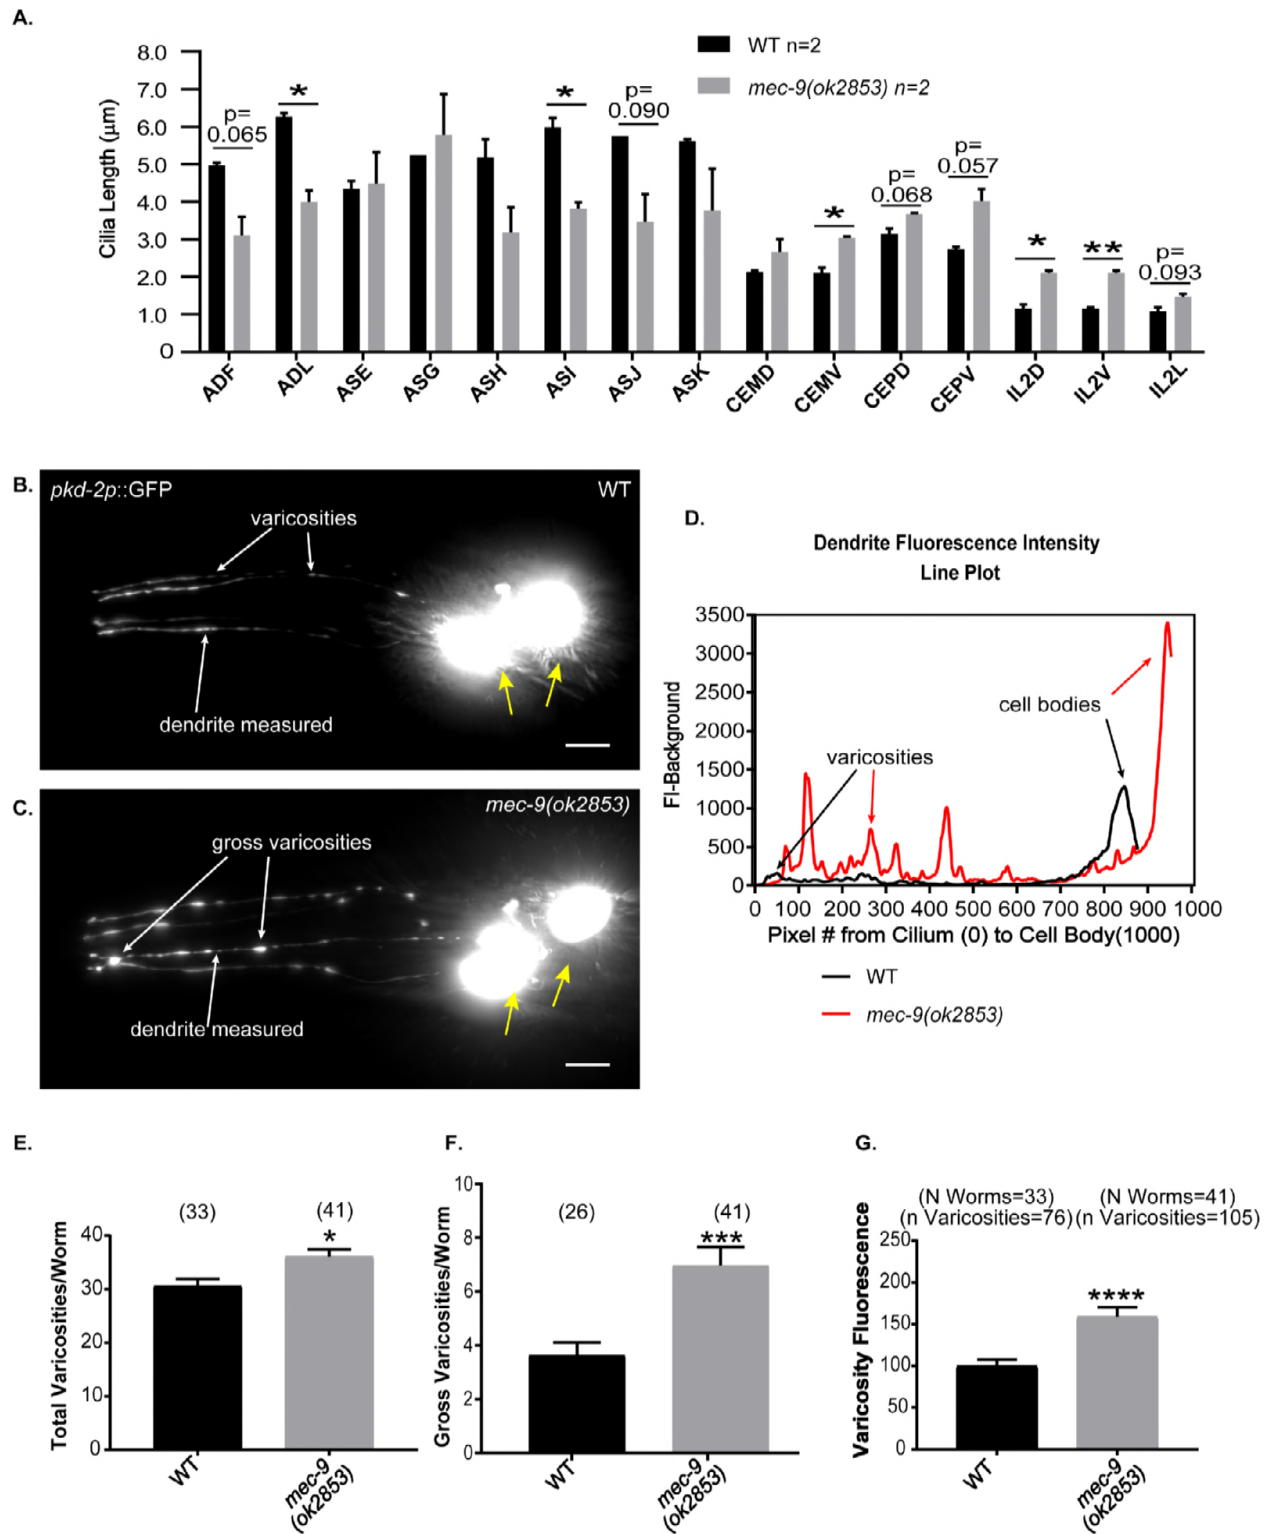 A.
WT n=2
mec-9(ok2853) n=2
Cilia Length (μm)
8.0
7.0
6.0
5.0
4.0
3.0
2.0
1.0
0
p=
0.065
*
*
p=
0.090
*
p=
0.068
p=
0.057
*
**
p=
0.093
ADF ADL ASE ASG ASH ASI ASJ ASK CEMD CEMV CEPD CEPV IL2D IL2V IL2L
B.
pkd-2p::GFP WT
varicosities
dendrite measured
C.
mec-9(ok2853)
gross varicosities
dendrite measured
D.
Dendrite Fluorescence Intensity
Line Plot
FI-Background
3500
3000
2500
2000
1500
1000
500
0
cell bodies
varicosities
0 100 200 300 400 500 600 700 800 900 1000
Pixel # from Cilium (0) to Cell Body(1000)
WT
mec-9(ok2853)
E.
Total Varicosities/Worm
40
30
20
10
0
(33) (41)
*
WT
mec-9
(ok2853)
F.
Gross Varicosities/Worm
10
8
6
4
2
0
(26) (41)
***
WT
mec-9
(ok2853)
G.
(N Worms=33) (N Worms=41)
(n Varicosities=76) (n Varicosities=105)
Varicosity Fluorescence
250
200
150
100
50
0
****
WT
mec-9
(ok2853)